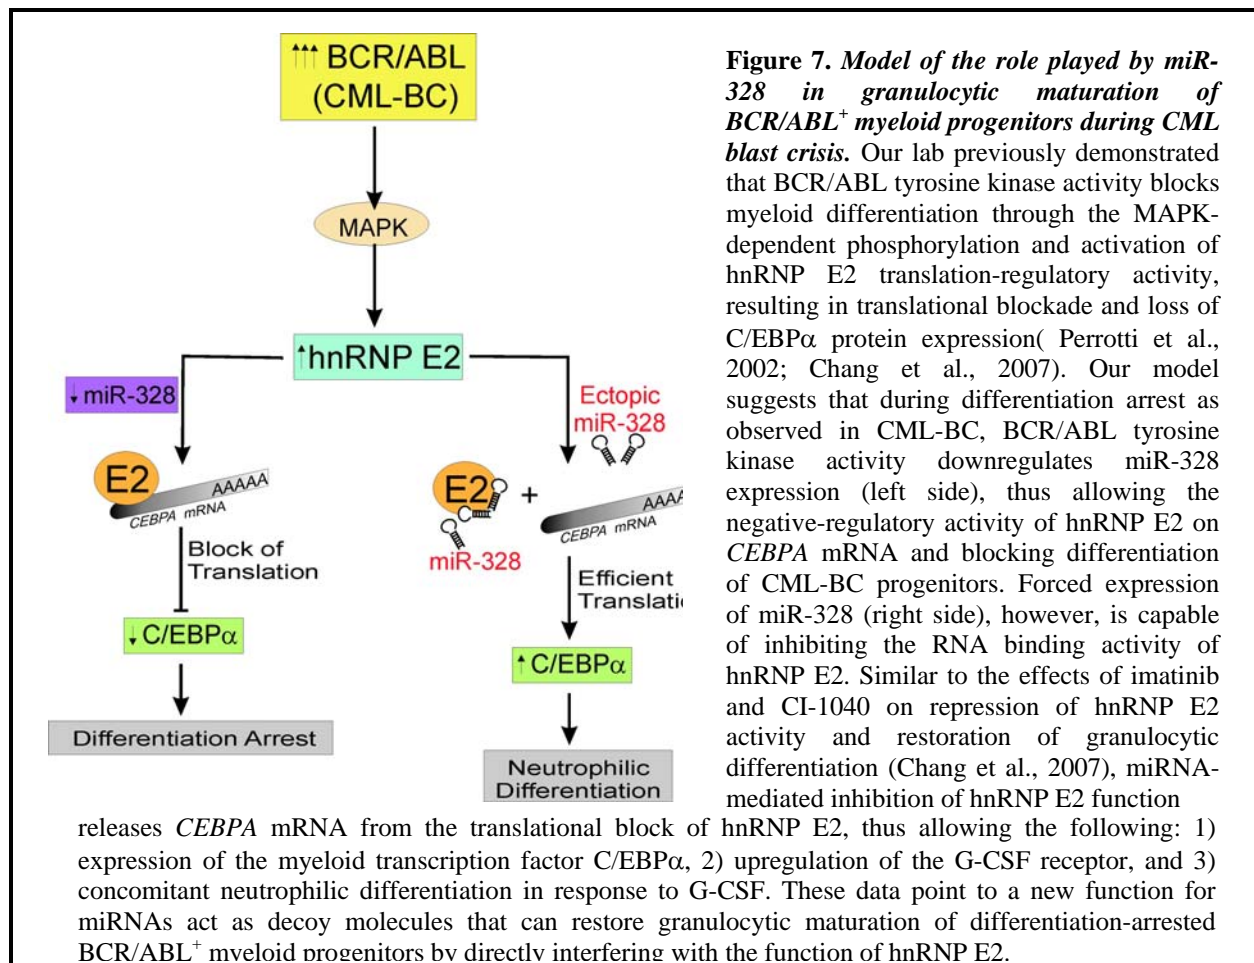 ↑↑↑ BCR/ABL
(CML-BC)
MAPK
↑hnRNP E2
↓ miR-328
E2
AAAAA
CEBPA mRNA
Block of
Translation
↓ C/EBPα
Differentiation Arrest
Ectopic
miR-328
E2
+
AAAA
CEBPA mRNA
miR-328
Efficient
Translati
↑ C/EBPα
Neutrophilic
Differentiation
Figure 7. Model of the role played by miR-
328 in granulocytic maturation of
BCR/ABL+ myeloid progenitors during CML
blast crisis. Our lab previously demonstrated
that BCR/ABL tyrosine kinase activity blocks
myeloid differentiation through the MAPK-
dependent phosphorylation and activation of
hnRNP E2 translation-regulatory activity,
resulting in translational blockade and loss of
C/EBPα protein expression( Perrotti et al.,
2002; Chang et al., 2007). Our model
suggests that during differentiation arrest as
observed in CML-BC, BCR/ABL tyrosine
kinase activity downregulates miR-328
expression (left side), thus allowing the
negative-regulatory activity of hnRNP E2 on
CEBPA mRNA and blocking differentiation
of CML-BC progenitors. Forced expression
of miR-328 (right side), however, is capable
of inhibiting the RNA binding activity of
hnRNP E2. Similar to the effects of imatinib
and CI-1040 on repression of hnRNP E2
activity and restoration of granulocytic
differentiation (Chang et al., 2007), miRNA-
mediated inhibition of hnRNP E2 function
releases CEBPA mRNA from the translational block of hnRNP E2, thus allowing the following: 1)
expression of the myeloid transcription factor C/EBPα, 2) upregulation of the G-CSF receptor, and 3)
concomitant neutrophilic differentiation in response to G-CSF. These data point to a new function for
miRNAs act as decoy molecules that can restore granulocytic maturation of differentiation-arrested
BCR/ABL+ myeloid progenitors by directly interfering with the function of hnRNP E2.